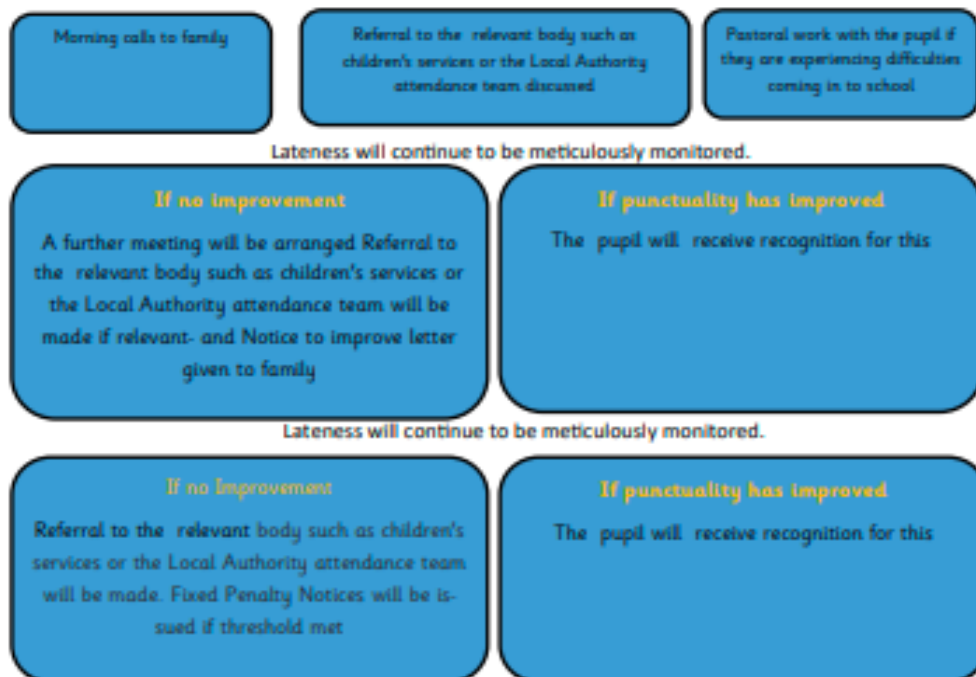 Morning calls to family
Referral to the relevant body such as
children's services or the Local Authority
attendance team discussed
Pastoral work with the pupil if
they are experiencing difficulties
coming in to school
Lateness will continue to be meticulously monitored.
If no improvement
A further meeting will be arranged Referral to
the relevant body such as children's services or
the Local Authority attendance team will be
made if relevant- and Notice to improve letter
given to family
If punctuality has improved
The pupil will receive recognition for this
Lateness will continue to be meticulously monitored.
If no Improvement
Referral to the relevant body such as children's
services or the Local Authority attendance team
will be made. Fixed Penalty Notices will be is-
sued if threshold met
If punctuality has improved
The pupil will receive recognition for this